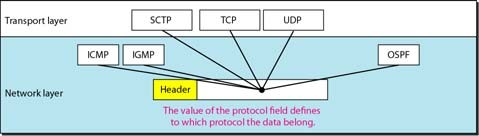 Transport layer
SCTP TCP UDP
ICMP IGMP OSPF
Network layer
Header
The value of the protocol field defines
to which protocol the data belong.